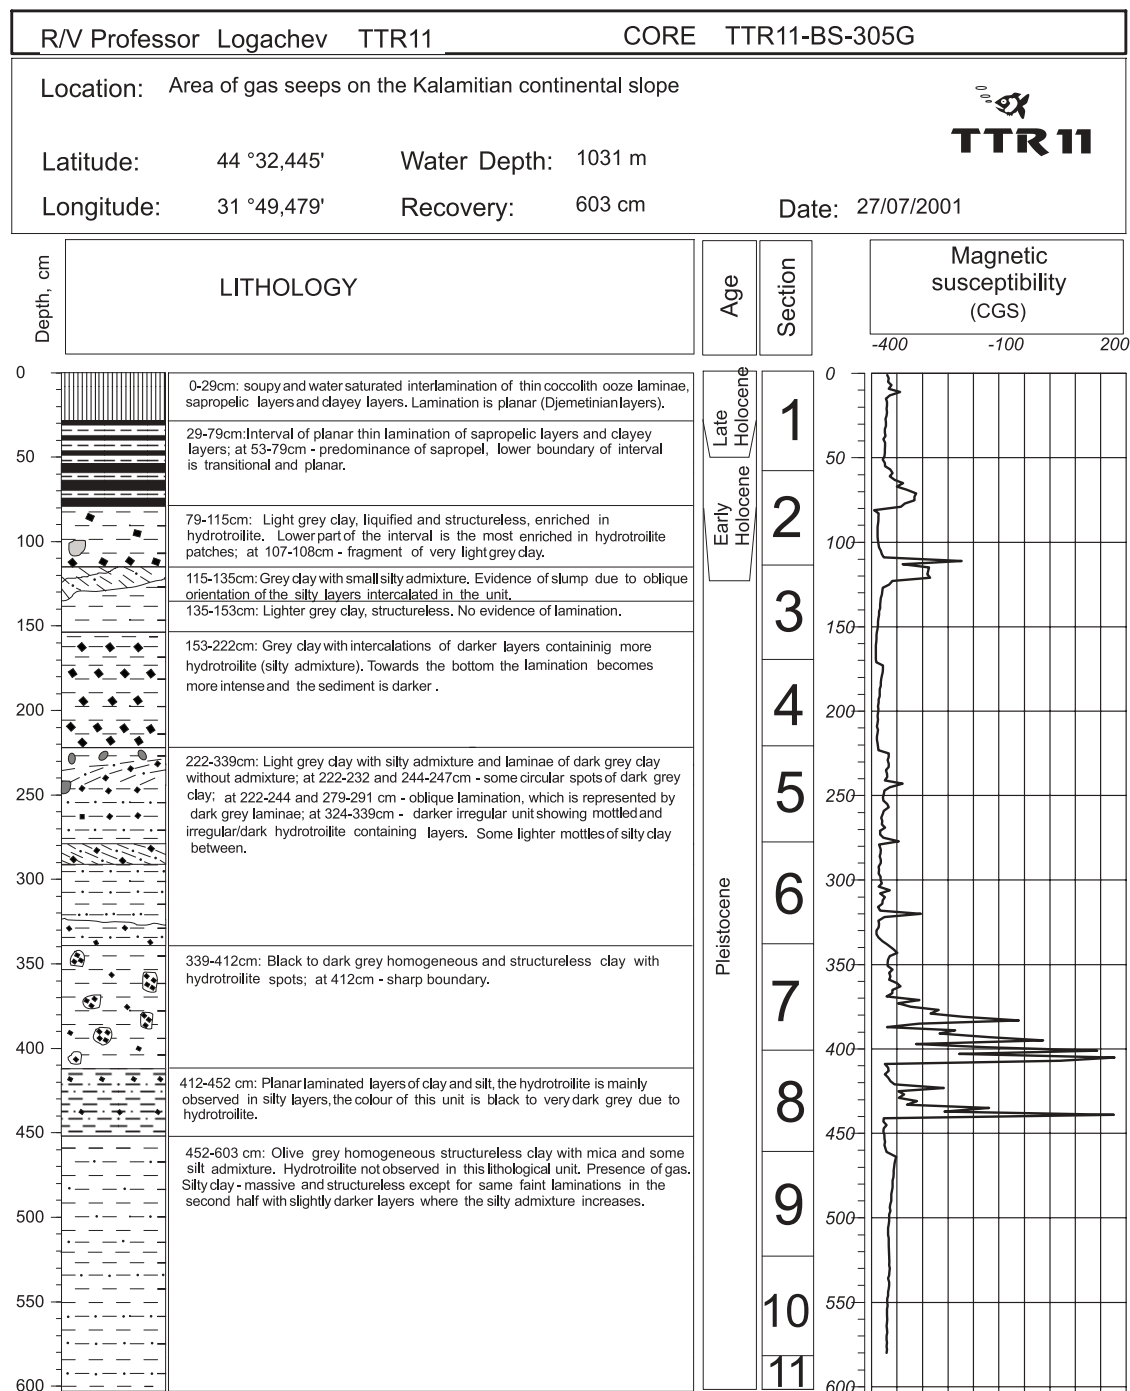 R/V Professor Logachev TTR11 CORE TTR11-BS-305G
Location: Area of gas seeps on the Kalamitian continental slope
TTR 11
Latitude: 44 °32,445' Water Depth: 1031 m
Longitude: 31 °49,479' Recovery: 603 cm Date: 27/07/2001
Depth, cm
LITHOLOGY
Age
Section
Magnetic
susceptibility
(CGS)
-400 -100 200
0
50
100
150
200
250
300
350
400
450
500
550
600
0-29cm: soupy and water saturated interlamination of thin coccolith ooze laminae,
sapropelic layers and clayey layers. Lamination is planar (Djemetinian layers).
29-79cm:Interval of planar thin lamination of sapropelic layers and clayey
layers; at 53-79cm - predominance of sapropel, lower boundary of interval
is transitional and planar.
79-115cm: Light grey clay, liquified and structureless, enriched in
hydrotroilite. Lower part of the interval is the most enriched in hydrotroilite
patches; at 107-108cm - fragment of very light grey clay.
115-135cm: Grey clay with small silty admixture. Evidence of slump due to oblique
orientation of the silty layers intercalated in the unit.
135-153cm: Lighter grey clay, structureless. No evidence of lamination.
153-222cm: Grey clay with intercalations of darker layers containinig more
hydrotroilite (silty admixture). Towards the bottom the lamination becomes
more intense and the sediment is darker .
222-339cm: Light grey clay with silty admixture and laminae of dark grey clay
without admixture; at 222-232 and 244-247cm - some circular spots of dark grey
clay; at 222-244 and 279-291 cm - oblique lamination, which is represented by
dark grey laminae; at 324-339cm - darker irregular unit showing mottled and
irregular/dark hydrotroilite containing layers. Some lighter mottles of silty clay
between.
339-412cm: Black to dark grey homogeneous and structureless clay with
hydrotroilite spots; at 412cm - sharp boundary.
412-452 cm: Planar laminated layers of clay and silt, the hydrotroilite is mainly
observed in silty layers, the colour of this unit is black to very dark grey due to
hydrotroilite.
452-603 cm: Olive grey homogeneous structureless clay with mica and some
silt admixture. Hydrotroilite not observed in this lithological unit. Presence of gas.
Silty clay - massive and structureless except for same faint laminations in the
second half with slightly darker layers where the silty admixture increases.
Late
Holocene
Early
Holocene
Pleistocene
1
2
3
4
5
6
7
8
9
10
11
0
50
100
150
200
250
300
350
400
450
500
550
600